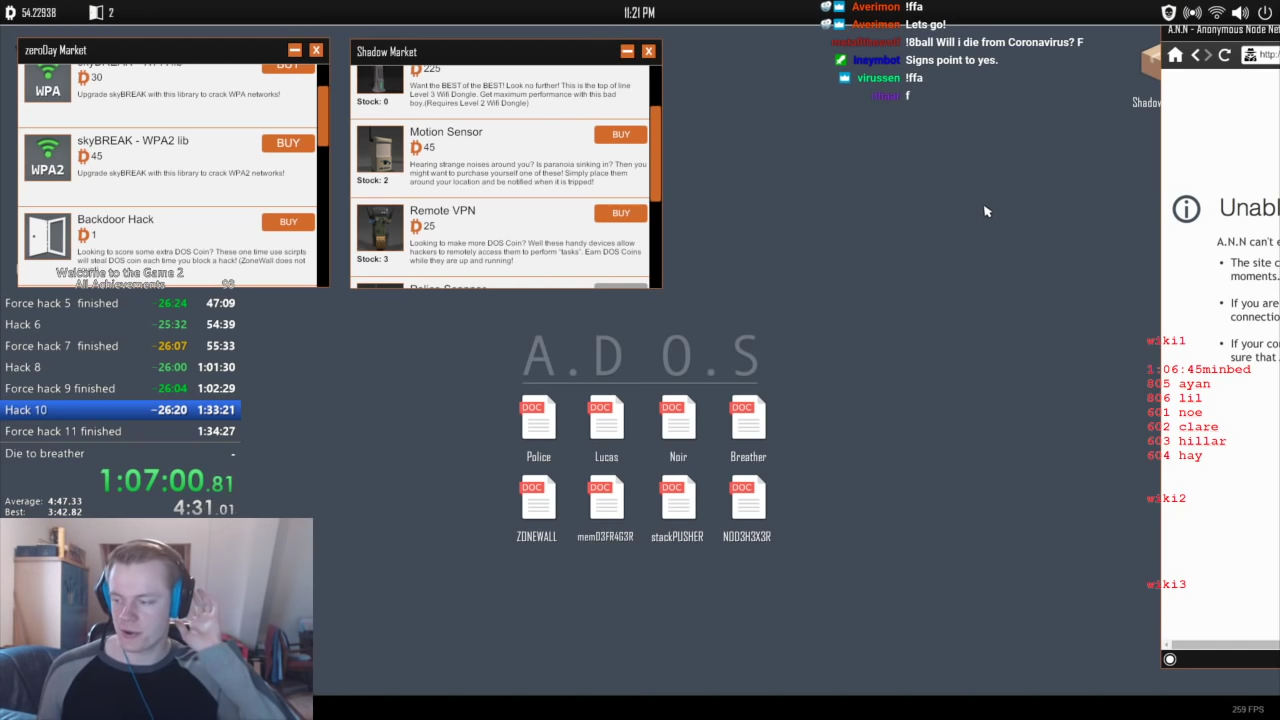 54.22938
2
11:21 PM
Averimon !ffa
Averimon Lets go!
!8ball Will i die from Coronavirus? F
lnaymbot Signs point to yes.
virussen !ffa
f
zeroDay Market
WPA
30
BUY
Upgrade skyBREAK with this library to crack WPA networks!
skyBREAK - WPA2 lib
BUY
45
WPA2
Upgrade skyBREAK with this library to crack WPA2 networks!
Backdoor Hack
BUY
1
Looking to score some extra DOS Coin? These one time use scirpts
will steal DOS coin each time you block a hack! (ZoneWall does not
Shadow Market
225
Want the BEST of the BEST! Look no further! This is the top of line
Level 3 Wifi Dongle. Get maximum performance with this bad
boy.(Requires Level 2 Wifi Dongle)
Stock: 0
Motion Sensor
BUY
45
Hearing strange noises around you? Is paranoia sinking in? Then you
might want to purchase yourself one of these! Simply place them
around your location and be notified when it is tripped!
Stock: 2
Remote VPN
BUY
25
Looking to make more DOS Coin? Well these handy devices allow
hackers to remotely access them to perform "tasks". Earn DOS Coins
while they are up and running!
Stock: 3
Welcome to the Game 2
All Achievements 96
Force hack 5 finished -26:24 47:09
Hack 6 -25:32 54:39
Force hack 7 finished -26:07 55:33
Hack 8 -26:00 1:01:30
Force hack 9 finished -26:04 1:02:29
Hack 10 -26:20 1:33:21
Force hack 11 finished 1:34:27
Die to breather -
1:07:00.81
Average: 4:47.33
Best: 3:42.82
4:31.01
A.D O.S
DOC DOC DOC DOC
Police Lucas Noir Breather
DOC DOC DOC DOC
ZONEWALL memD3FR4G3R stackPUSHER N0D3H3X3R
A.N.N - Anonymous Node Net
http:
Shadow
Unabl
A.N.N can't e
The site c
moments.
If you are
connectio
If your co
sure that
wiki1
1:06:45minbed
805 ayan
806 lil
601 noe
602 clare
603 hillar
604 hay
wiki2
wiki3
259 FPS